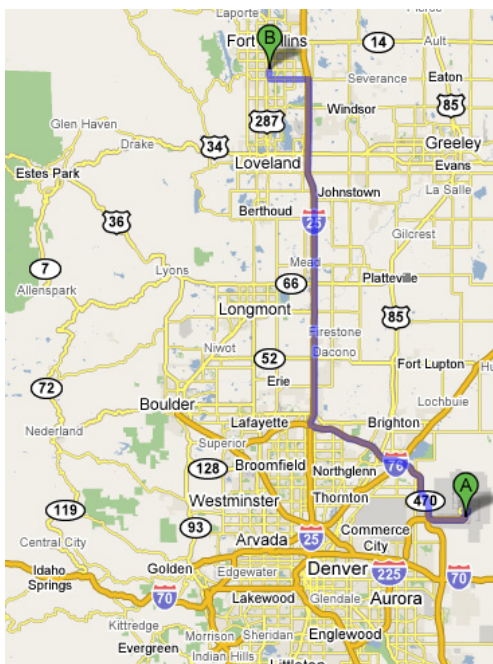 Laporte
Fort Collins
B
14
Ault
Severance
Eaton
85
Windsor
287
Glen Haven
Drake
34
Greeley
Evans
Loveland
Estes Park
La Salle
Johnstown
Berthoud
36
25
Gilcrest
7
Lyons
Mead
Allenspark
66
Platteville
Longmont
85
Firestone
Niwot
52
Dacono
Fort Lupton
Hu
Erie
72
Boulder
Lochbuie
Lafayette
Brighton
Nederland
Superior
76
A
128
Broomfield
Northglenn
Westminster
Thornton
470
119
93
Commerce
City
Central City
Arvada
25
Idaho
Springs
Golden
Edgewater
Denver
225
70
70
Lakewood
Glendale
Aurora
Kittredge
Morrison
Sheridan
Englewood
Evergreen
Indian Hills
Littleton